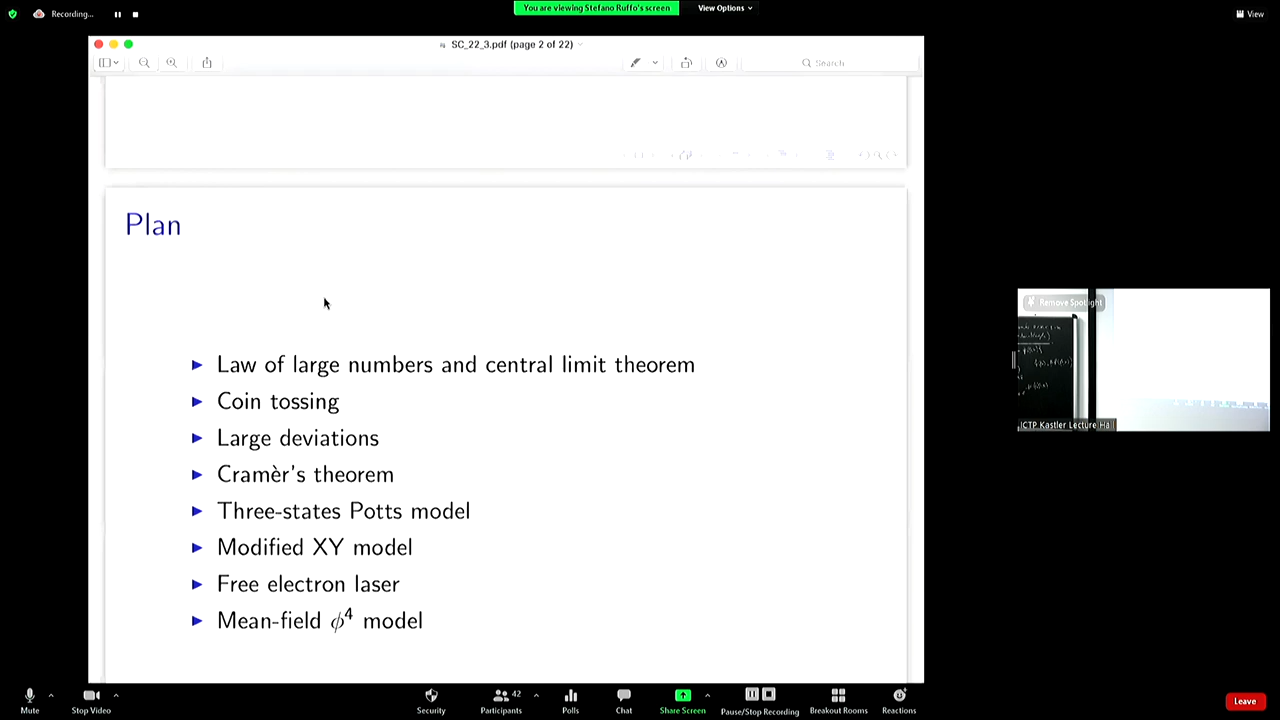 Recording...
You are viewing Stefano Ruffo's screen
View Options
View
SC_22_3.pdf (page 2 of 22)
Search
Plan
Law of large numbers and central limit theorem
Coin tossing
Large deviations
Cramèr's theorem
Three-states Potts model
Modified XY model
Free electron laser
Mean-field ϕ⁴ model
Remove Spotlight
ICTP Kastler Lecture Hall
Mute
Stop Video
Security
Participants
42
Polls
Chat
Share Screen
Pause/Stop Recording
Breakout Rooms
Reactions
Leave